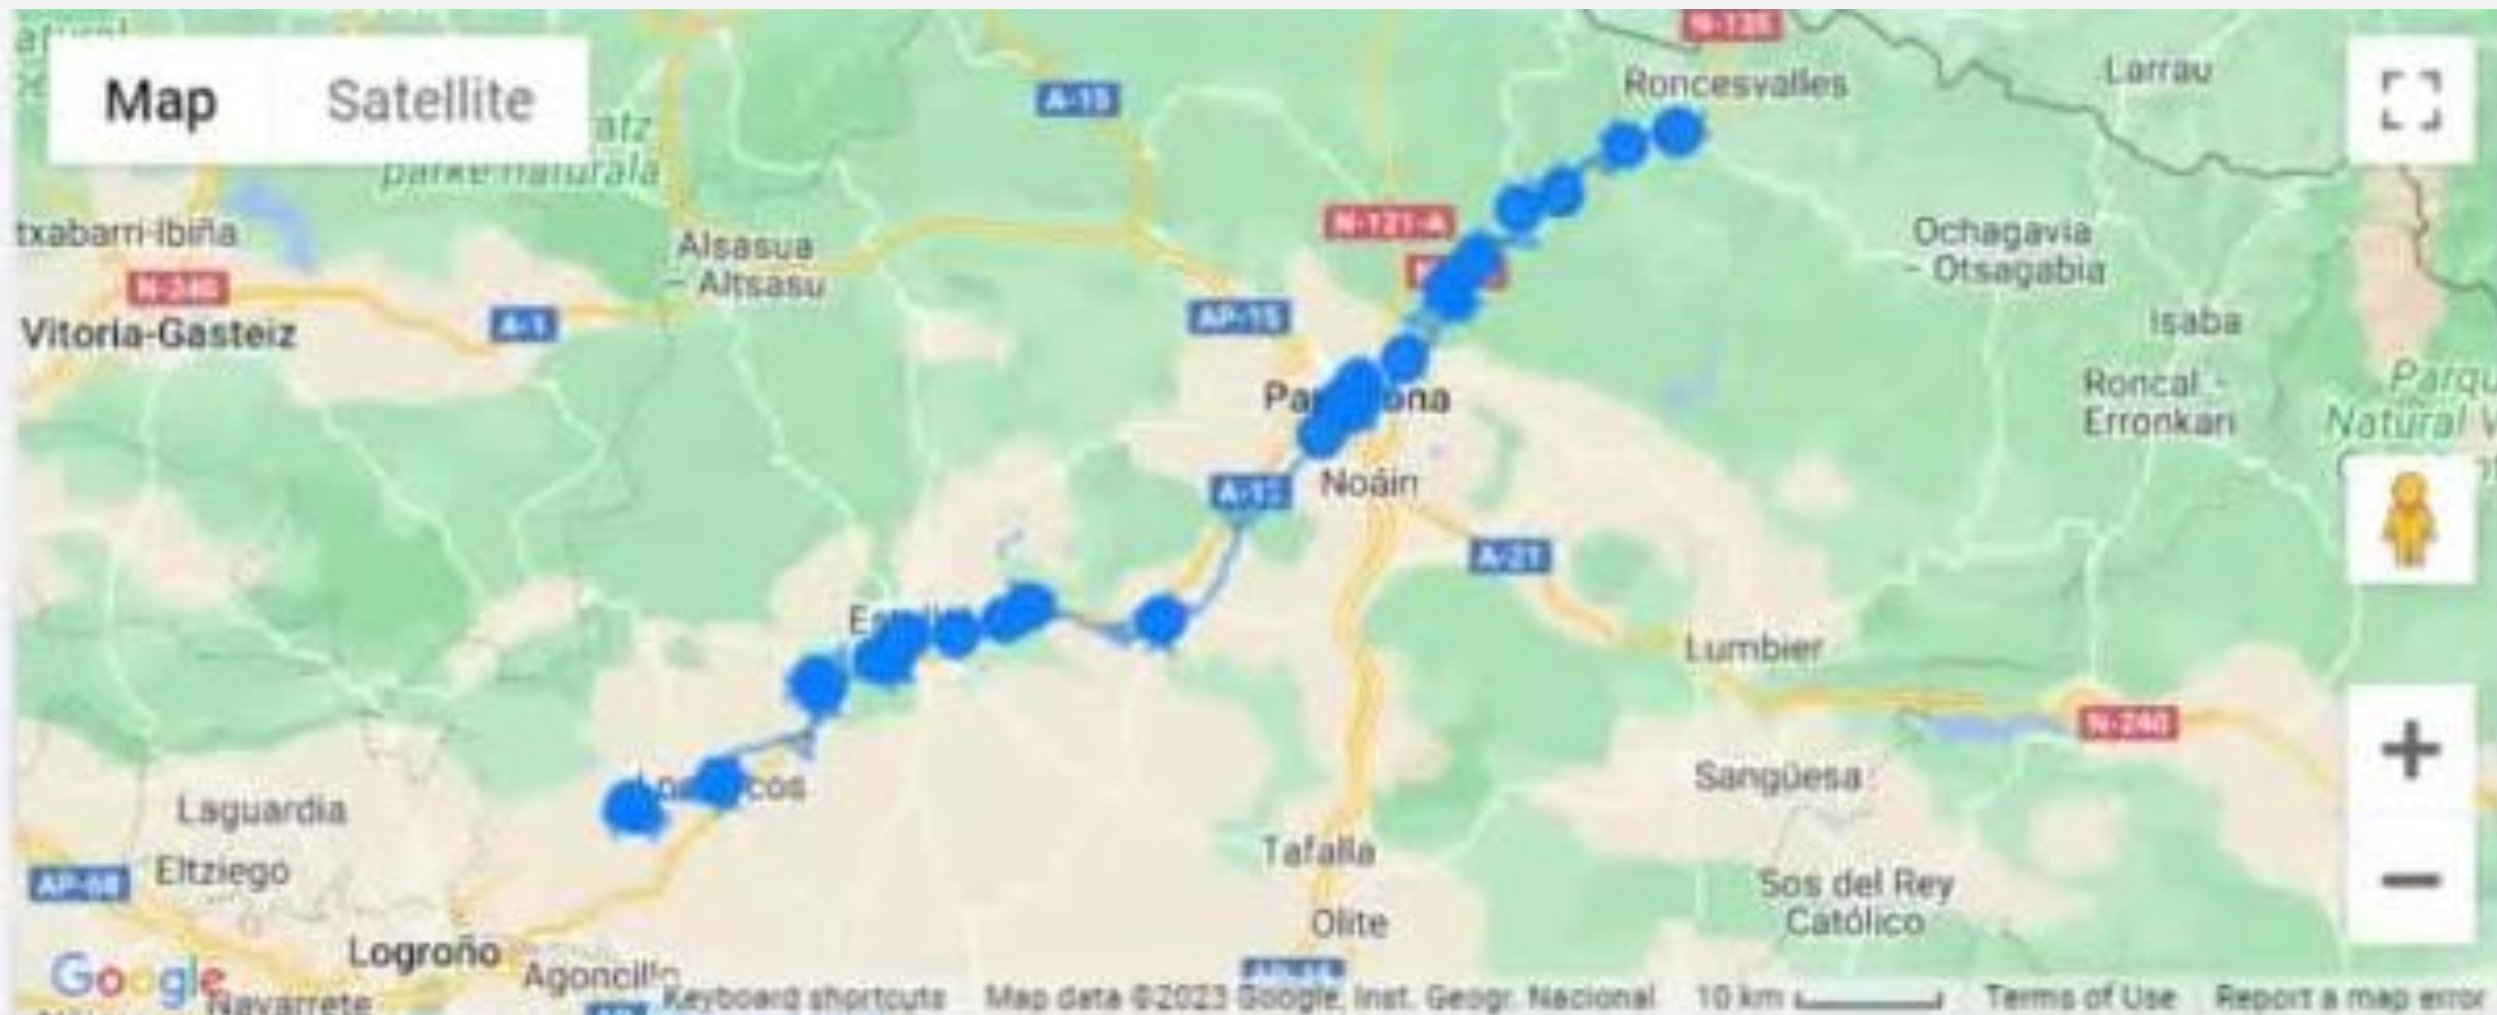 N-135
Map Satellite
Larrau
Roncesvalles
A-15
atz
parke naturala
txabarri-Ibiña
N-121-A
Alsasua
- Altsasu
Ochagavia
- Otsagabia
N-240
A-1
AP-15
Isaba
Vitoria-Gasteiz
Roncal -
Erronkari
Parqu
Natural V
Noáin
A-21
Lumbier
N-240
Sangüesa
Laguardia
Tafalla
AP-68
Eltziego
Sos del Rey
Católico
Olite
Logroño
Google
Navarrete
Keyboard shortcuts Map data ©2023 Google, Inst. Geogr. Nacional 10 km Terms of Use Report a map error